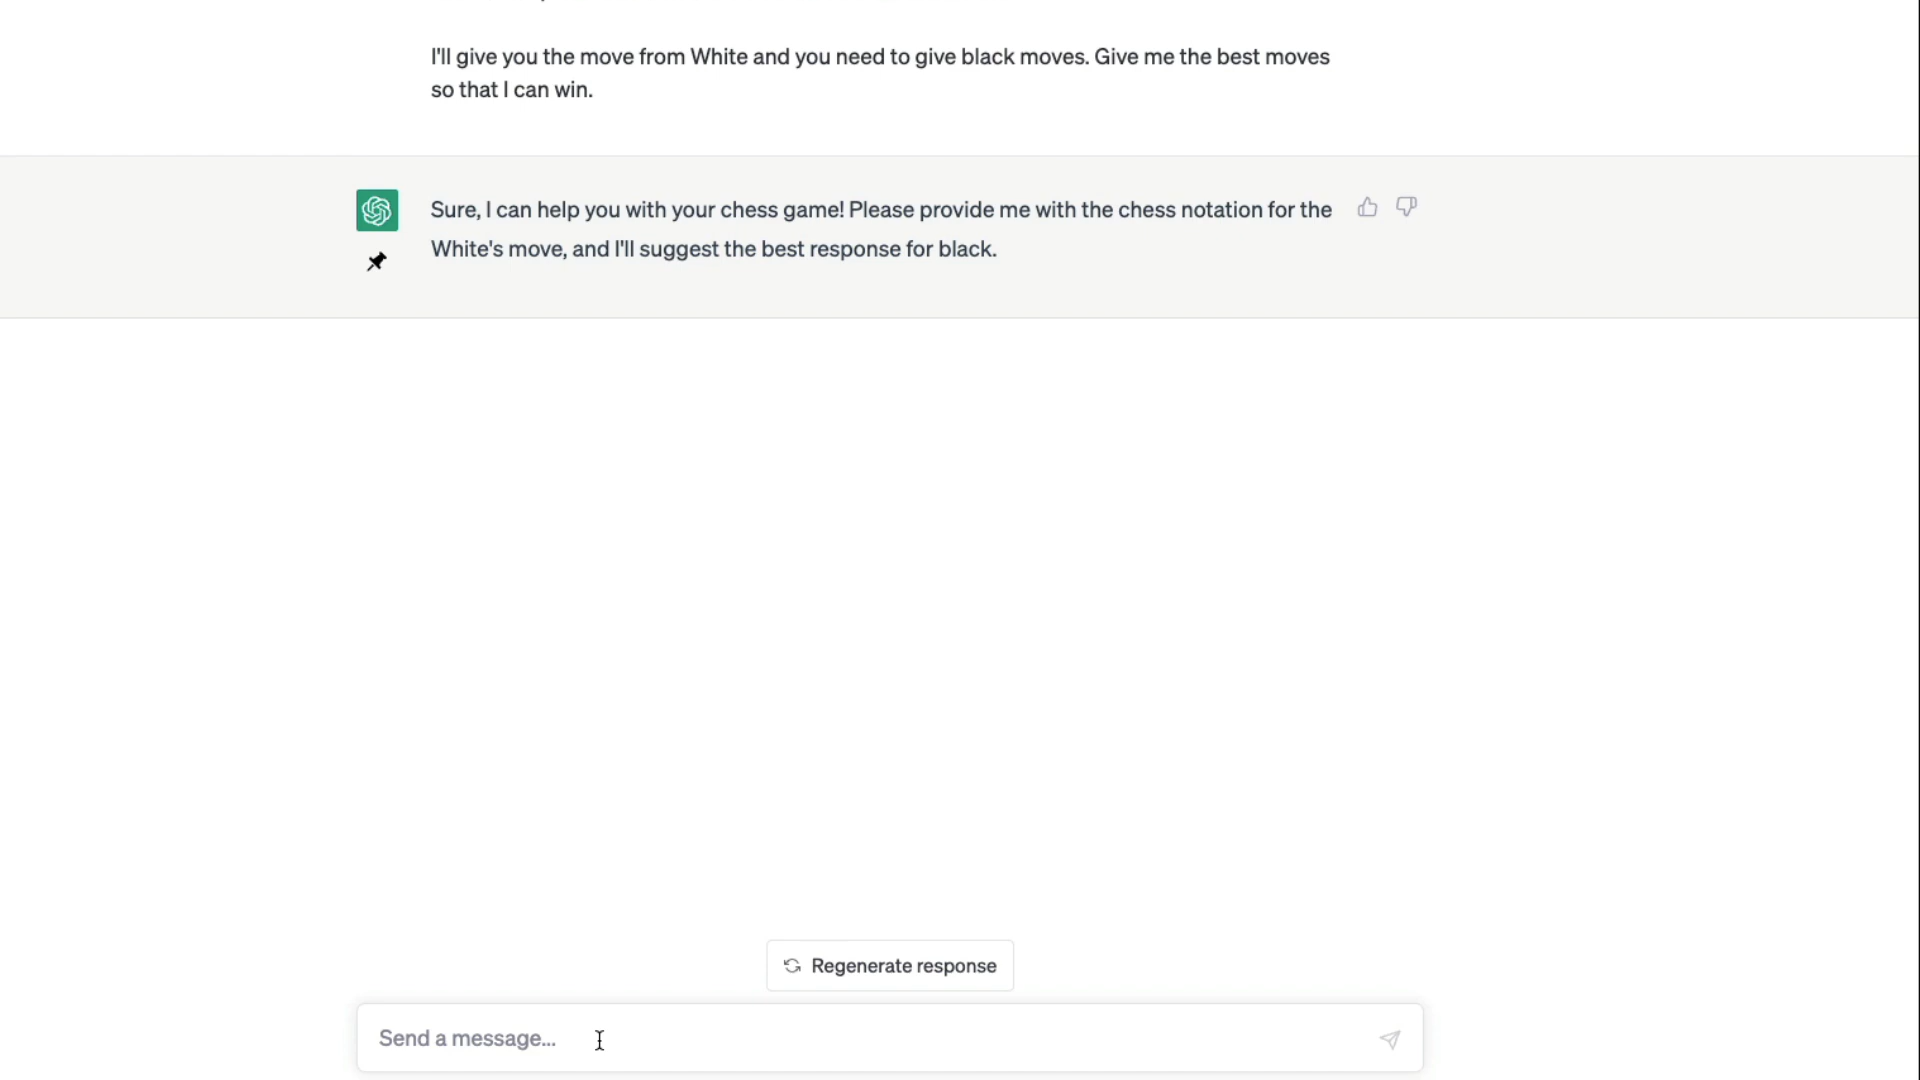 I'll give you the move from White and you need to give black moves. Give me the best moves
so that I can win.
Sure, I can help you with your chess game! Please provide me with the chess notation for the
White's move, and I'll suggest the best response for black.
Regenerate response
Send a message...